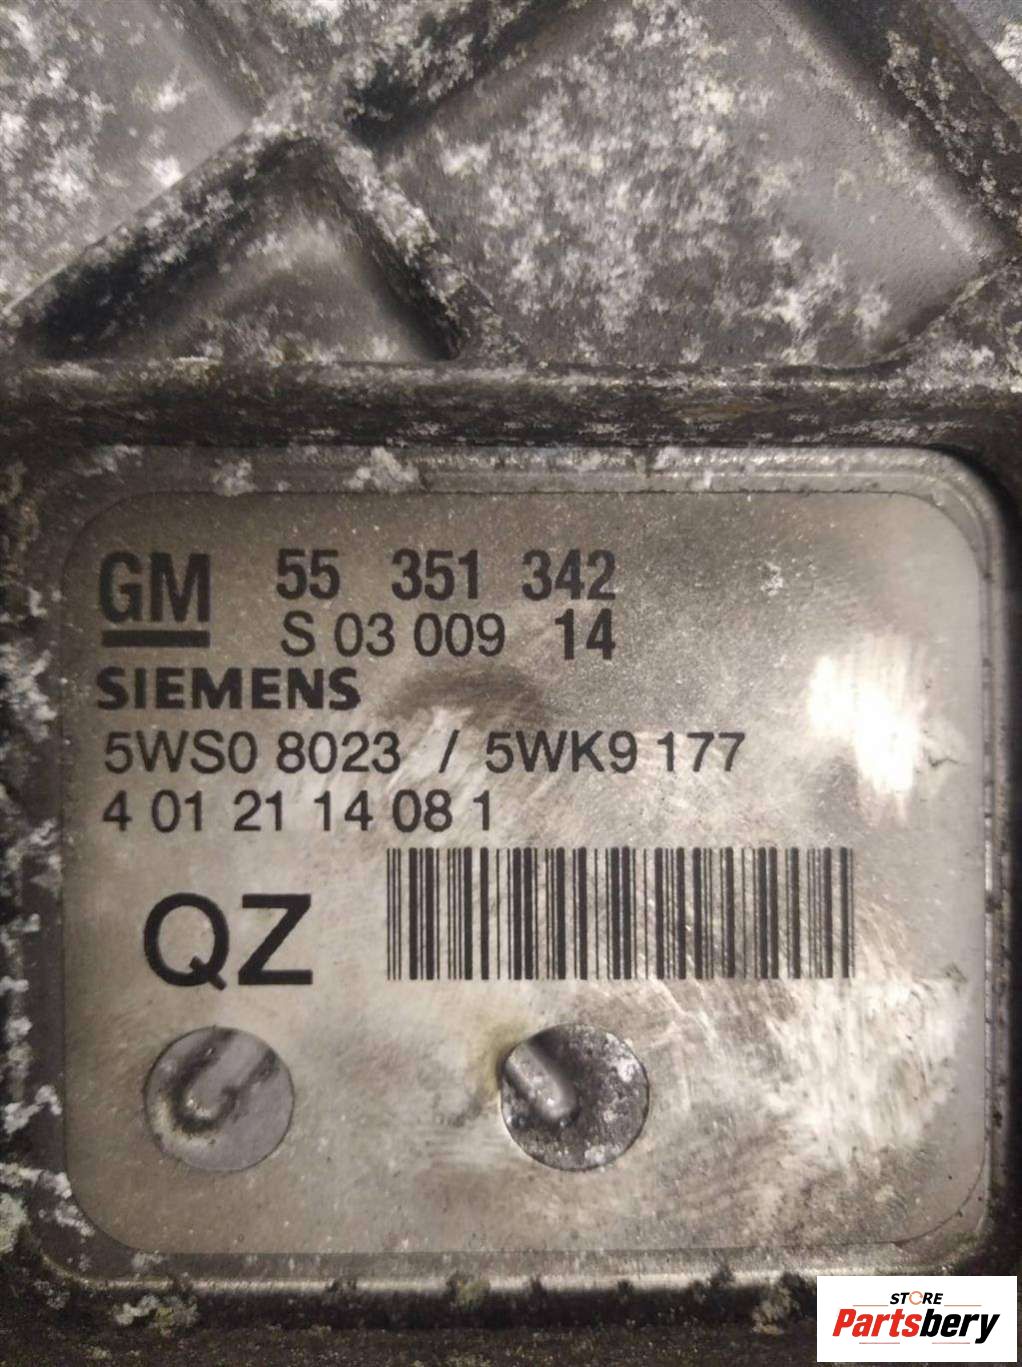 GM 55 351 342
S 03 009 14
SIEMENS
5WS0 8023 / 5WK9 177
4 01 21 14 08 1
QZ
STORE
Partsbery